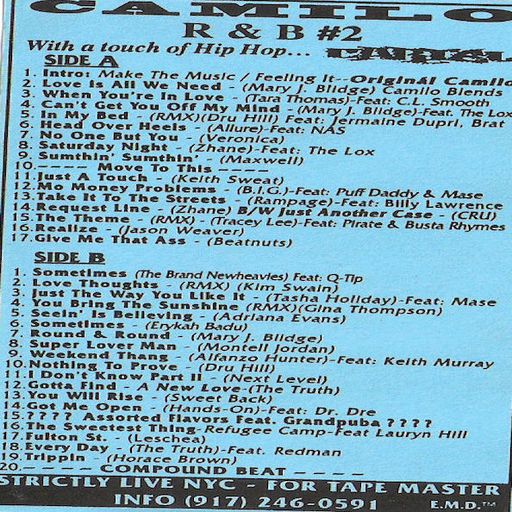 CAMILO
R & B #2
With a touch of Hip Hop...
SIDE A
1. Intro: Make The Music / Feeling It--Original Camilo
2. Love Is All We Need - (Mary J. Blidge) Camilo Blends
3. When You're In Love - (Tara Thomas)-Feat: C.L. Smooth
4. Can't Get You Off My Mind - (Mary J. Blidge)-Feat. The Lox
5. In My Bed - (RMX)(Dru Hill) Feat: Jermaine Dupri, Brat
6. Head Over Heels - (Allure)-Feat: NAS
7. No One But You - (Veronica)
8. Saturday Night - (Zhane)-Feat: The Lox
9. Sumthin' Sumthin' - (Maxwell)
10.----- Move To This -----
11.Just A Touch - (Keith Sweat)
12.Mo Money Problems - (B.I.G.)-Feat: Puff Daddy & Mase
13.Take It To The Streets - (Rampage)-Feat: Billy Lawrence
14.Request Line - (Zhane) B/W Just Another Case - (CRU)
15.The Theme - (RMX) - (Tracey Lee)-Feat: Pirate & Busta Rhymes
16.Realize - (Jason Weaver)
17.Give Me That Ass - (Beatnuts)
SIDE B
1. Sometimes (The Brand Newheavies) Feat: Q-Tip
2. Love Thoughts - (RMX) (Kim Swain)
3. Just The Way You Like It - (Tasha Holiday)-Feat: Mase
4. You Bring The Sunshine (RMX)(Gina Thompson)
5. Seein' Is Believing - (Adriana Evans)
6. Sometimes - (Erykah Badu)
7. Round & Round - (Mary J. Blidge)
8. Super Lover Man - (Montell Jordan)
9. Weekend Thang - (Alfanzo Hunter)-Feat: Keith Murray
10.Nothing To Prove - (Dru Hill)
11.I Don't Know Part II - (Next Level)
12.Gotta Find - A New Love-(The Truth)
13.You Will Rise - (Sweet Back)
14.Got Me Open - (Hands-On)-Feat: Dr. Dre
15.? ? ? ? Assorted Flavors Feat. Grandpuba ? ? ? ?
16.The Sweetest Thing- Refugee Camp-Feat Lauryn Hill
17.Fulton St. - (Leschea)
18.Every Day - (The Truth)-Feat. Redman
19.Trippin - (Horace Brown)
20.----- COMPOUND BEAT -----
STRICTLY LIVE NYC - FOR TAPE MASTER
INFO (917) 246-0591 E.M.D.™